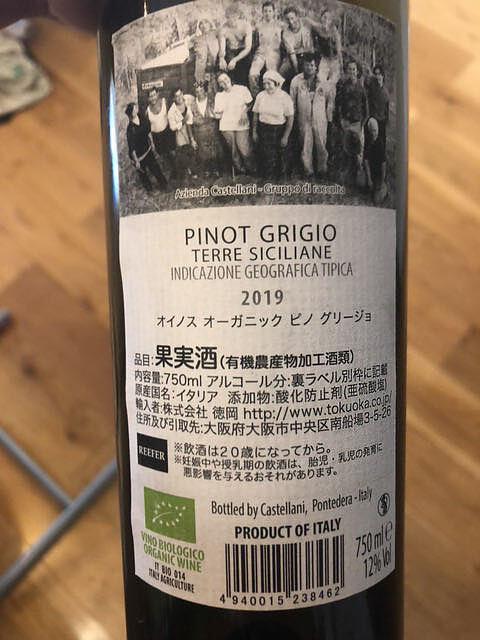 Azienda Castellani - Gruppo di raccolta
PINOT GRIGIO
TERRE SICILIANE
INDICAZIONE GEOGRAFICA TIPICA
2019
オイノス オーガニック ピノ グリージョ
品目:果実酒(有機農産物加工酒類)
内容量:750ml アルコール分:裏ラベル別枠に記載
原産国名:イタリア 添加物:酸化防止剤(亜硫酸塩)
輸入者:株式会社 徳岡 http://www.tokuoka.co.jp/
住所及び引取先:大阪府大阪市中央区南船場3-5-26
REEFER
※飲酒は20歳になってから。
※妊娠中や授乳期の飲酒は、胎児・乳児の発育に
悪影響を与えるおそれがあります。
Bottled by Castellani, Pontedera - Italy
PRODUCT OF ITALY
VINO BIOLOGICO
ORGANIC WINE
IT BIO 014
ITALY AGRICULTURE
4 940015 238462
750 ml e
12% Vol